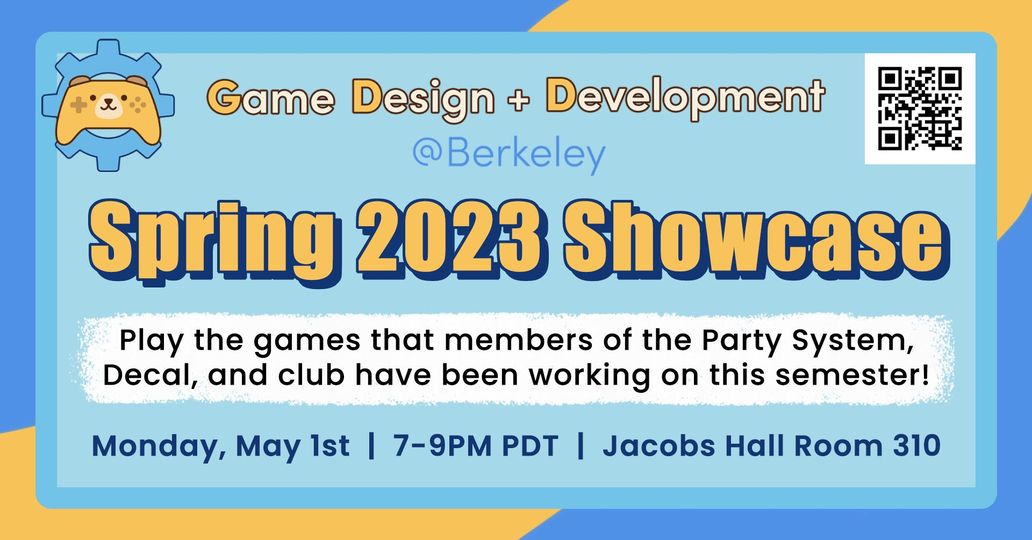 Game Design + Development
@Berkeley
Spring 2023 Showcase
Play the games that members of the Party System,
Decal, and club have been working on this semester!
Monday, May 1st | 7-9PM PDT | Jacobs Hall Room 310